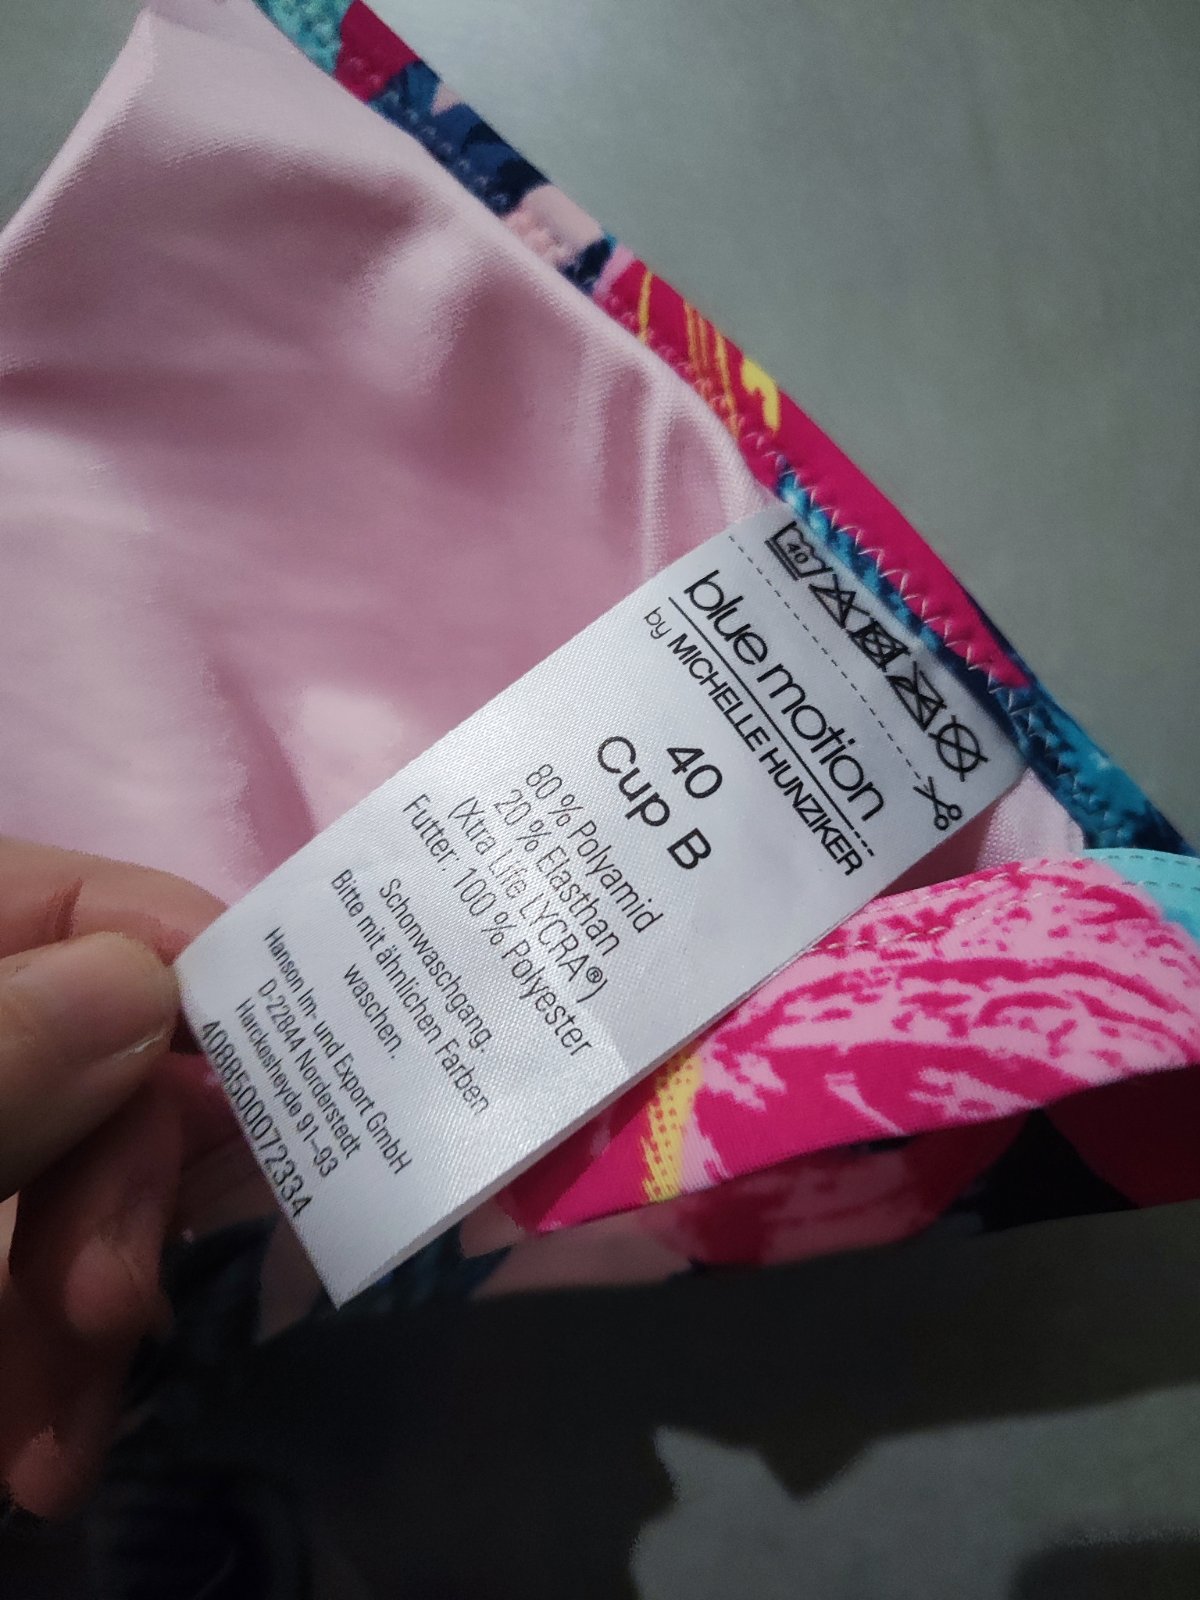 40
blue motion
by MICHELLE HUNZIKER
40
Cup B
80 % Polyamid
20 % Elasthan
(Xtra Life LYCRA®)
Futter: 100 % Polyester
Schonwaschgang.
Bitte mit ähnlichen Farben
waschen.
Hanson Im- und Export GmbH
D-22844 Norderstedt
Harckesheyde 91–93
4088500072334